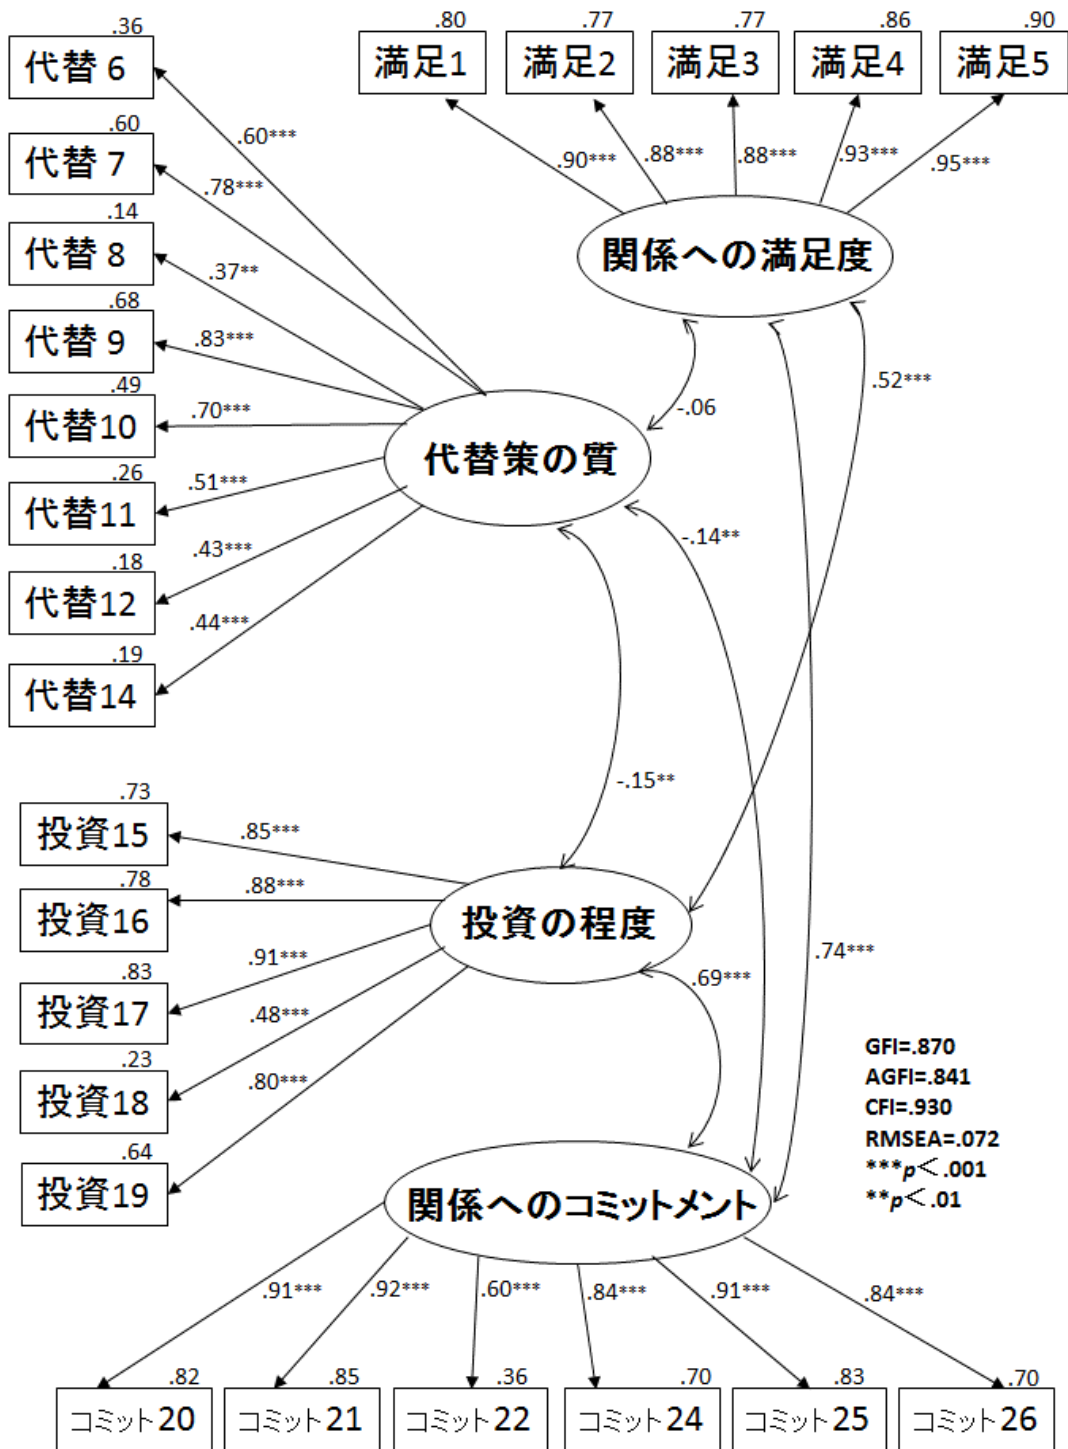 .36
代替 6
.80
満足1
.77
満足2
.77
満足3
.86
満足4
.90
満足5
.60***
.90***
.88***
.88***
.93***
.95***
.60
代替 7
.78***
関係への満足度
.14
代替 8
.37**
.68
代替 9
.83***
.52***
-.06
.49
代替10
.70***
代替策の質
.26
代替11
.51***
-.14**
.18
代替12
.43***
.44***
.19
代替14
-.15**
.73
投資15
.85***
.78
投資16
.88***
投資の程度
.91***
.83
投資17
.48***
.69***
.74***
.23
投資18
.80***
.64
投資19
GFI=.870
AGFI=.841
CFI=.930
RMSEA=.072
***p＜.001
**p＜.01
関係へのコミットメント
.91***
.92***
.60***
.84***
.91***
.84***
.82
コミット20
.85
コミット21
.36
コミット22
.70
コミット24
.83
コミット25
.70
コミット26